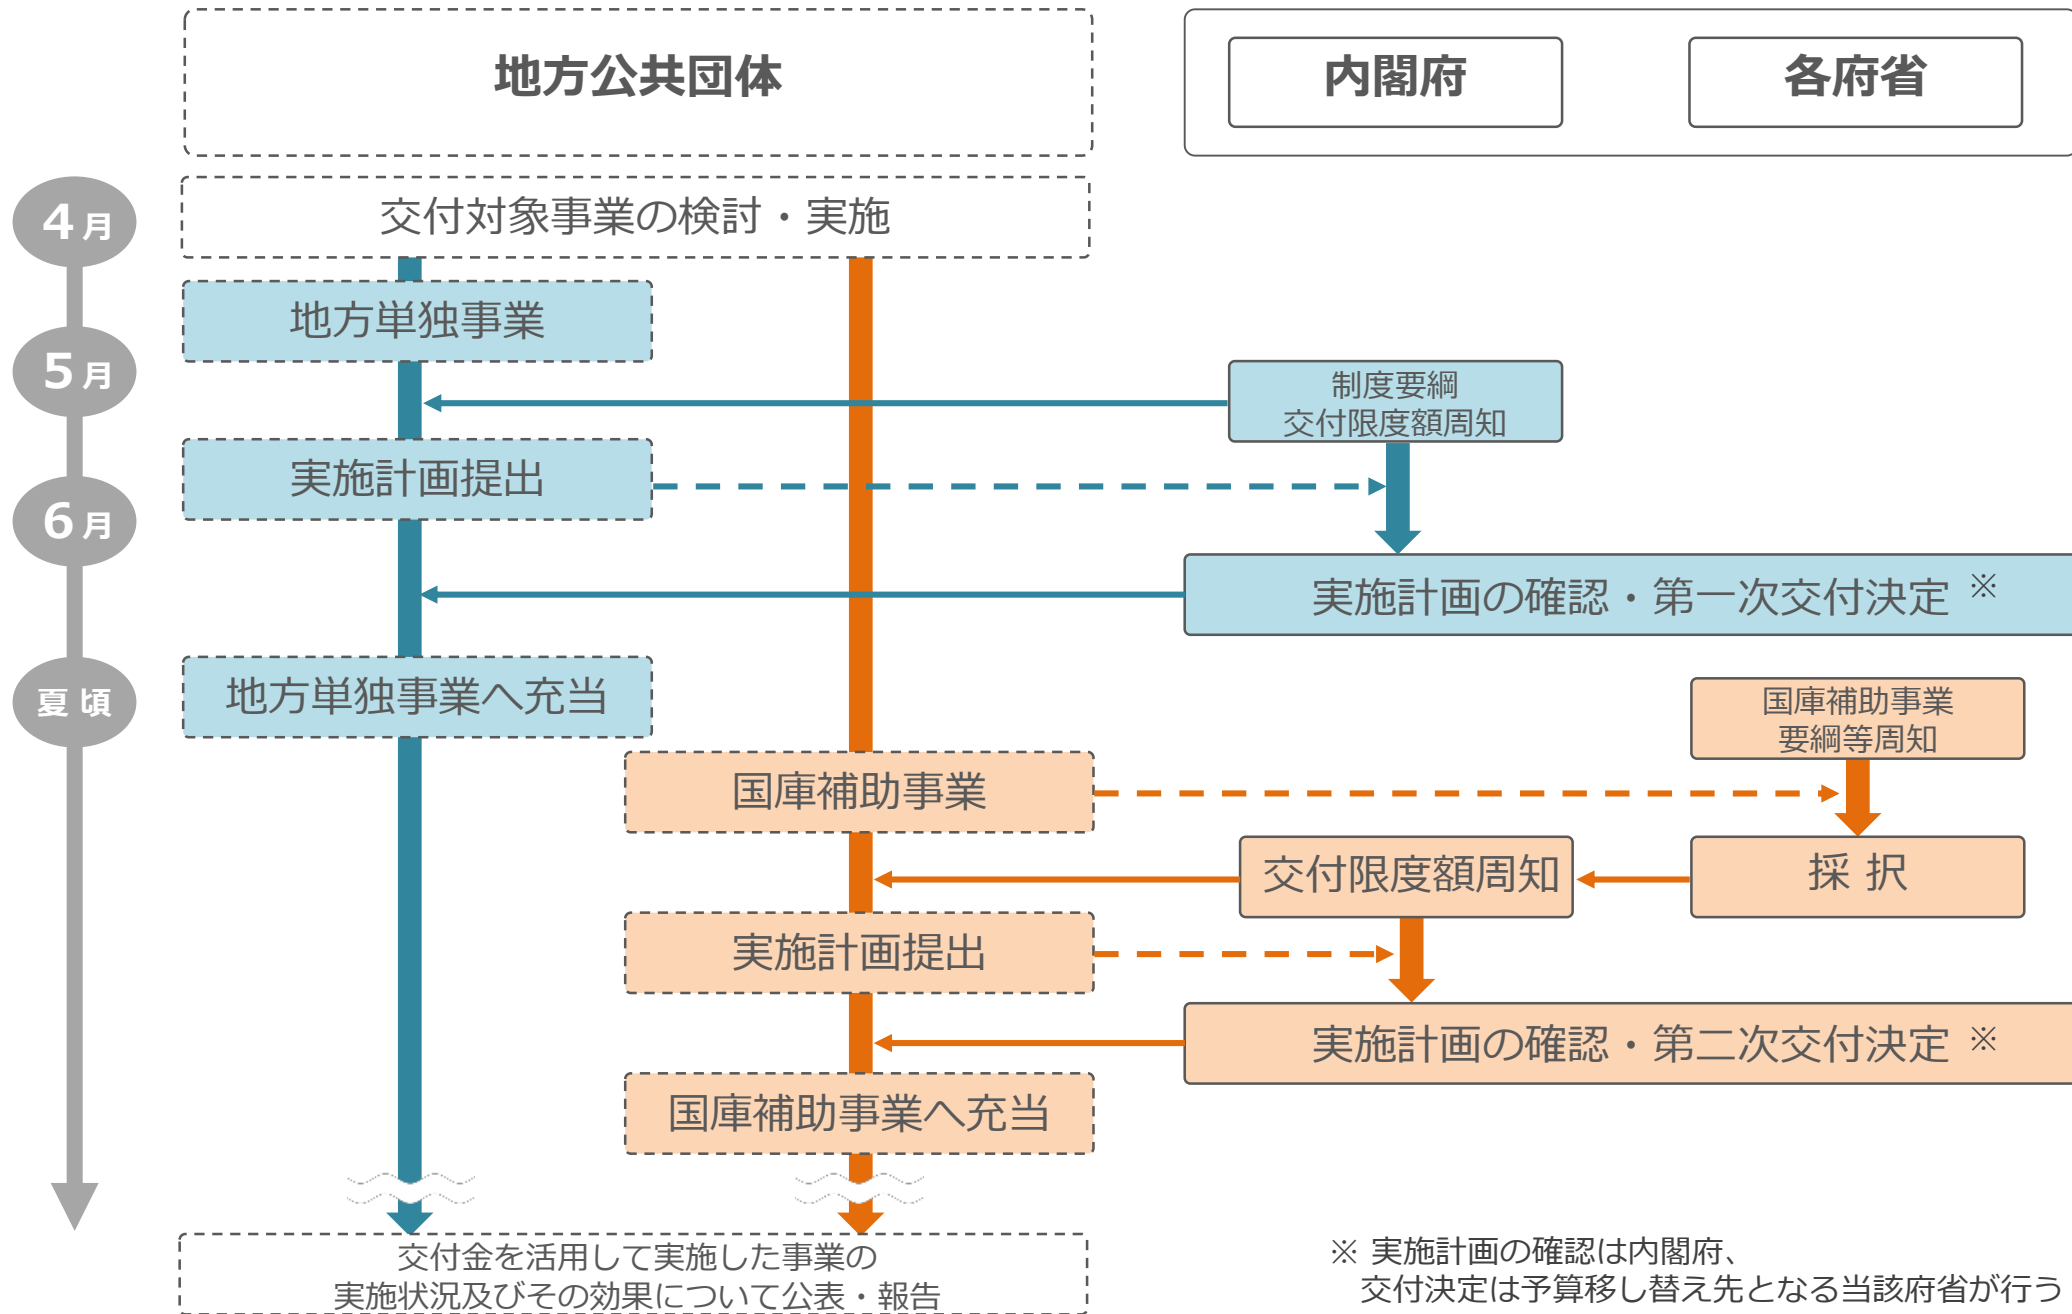 地方公共団体
内閣府
各府省
4月
交付対象事業の検討・実施
地方単独事業
5月
制度要綱
交付限度額周知
実施計画提出
6月
実施計画の確認・第一次交付決定 ※
夏頃
地方単独事業へ充当
国庫補助事業
要綱等周知
国庫補助事業
交付限度額周知
採 択
実施計画提出
実施計画の確認・第二次交付決定 ※
国庫補助事業へ充当
交付金を活用して実施した事業の
実施状況及びその効果について公表・報告
※ 実施計画の確認は内閣府、
交付決定は予算移し替え先となる当該府省が行う